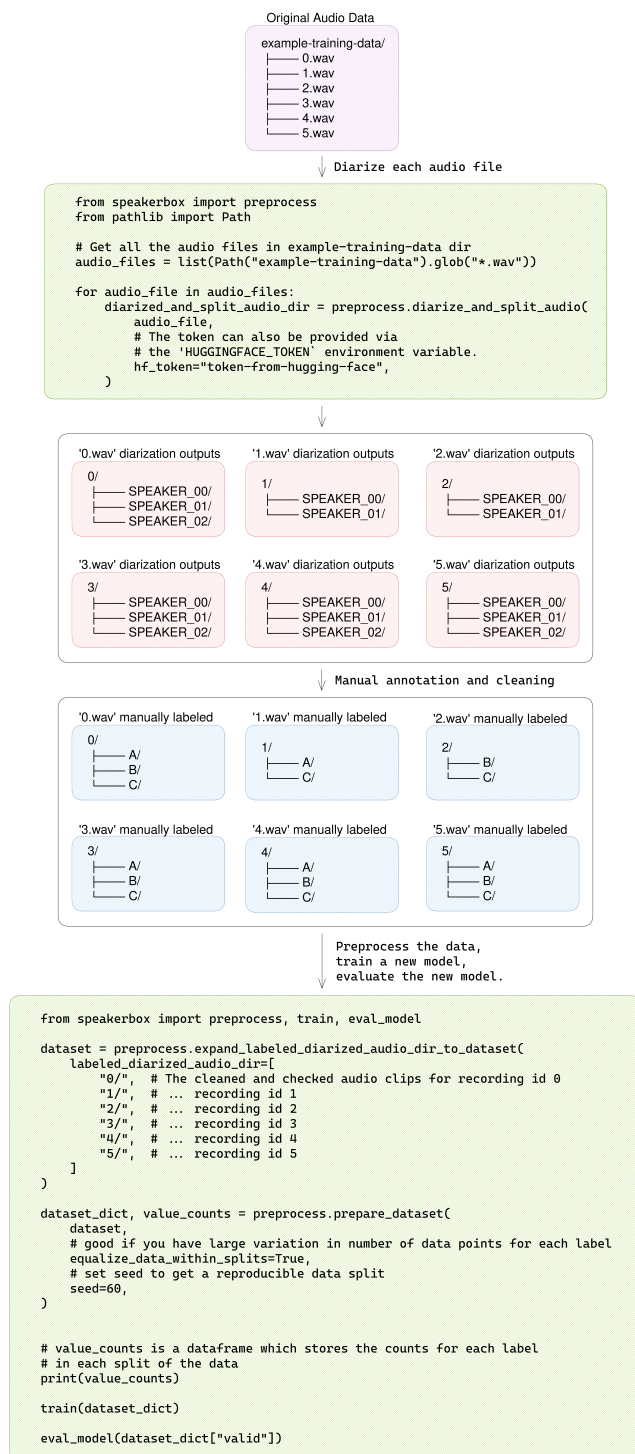 Original Audio Data
example-training-data/
├── 0.wav
├── 1.wav
├── 2.wav
├── 3.wav
├── 4.wav
└── 5.wav
Diarize each audio file
from speakerbox import preprocess
from pathlib import Path
# Get all the audio files in example-training-data dir
audio_files = list(Path("example-training-data").glob("*.wav"))
for audio_file in audio_files:
    diarized_and_split_audio_dir = preprocess.diarize_and_split_audio(
        audio_file,
        # The token can also be provided via
        # the 'HUGGINGFACE_TOKEN` environment variable.
        hf_token="token-from-hugging-face",
    )
'0.wav' diarization outputs
0/
├── SPEAKER_00/
├── SPEAKER_01/
└── SPEAKER_02/
'1.wav' diarization outputs
1/
├── SPEAKER_00/
└── SPEAKER_01/
'2.wav' diarization outputs
2/
├── SPEAKER_00/
└── SPEAKER_01/
'3.wav' diarization outputs
3/
├── SPEAKER_00/
├── SPEAKER_01/
└── SPEAKER_02/
'4.wav' diarization outputs
4/
├── SPEAKER_00/
├── SPEAKER_01/
└── SPEAKER_02/
'5.wav' diarization outputs
5/
├── SPEAKER_00/
├── SPEAKER_01/
└── SPEAKER_02/
Manual annotation and cleaning
'0.wav' manually labeled
0/
├── A/
├── B/
└── C/
'1.wav' manually labeled
1/
├── A/
└── C/
'2.wav' manually labeled
2/
├── B/
└── C/
'3.wav' manually labeled
3/
├── A/
├── B/
└── C/
'4.wav' manually labeled
4/
├── A/
├── B/
└── C/
'5.wav' manually labeled
5/
├── A/
├── B/
└── C/
Preprocess the data,
train a new model,
evaluate the new model.
from speakerbox import preprocess, train, eval_model
dataset = preprocess.expand_labeled_diarized_audio_dir_to_dataset(
    labeled_diarized_audio_dir=[
        "0/",  # The cleaned and checked audio clips for recording id 0
        "1/",  # ... recording id 1
        "2/",  # ... recording id 2
        "3/",  # ... recording id 3
        "4/",  # ... recording id 4
        "5/",  # ... recording id 5
    ]
)
dataset_dict, value_counts = preprocess.prepare_dataset(
    dataset,
    # good if you have large variation in number of data points for each label
    equalize_data_within_splits=True,
    # set seed to get a reproducible data split
    seed=60,
)
# value_counts is a dataframe which stores the counts for each label
# in each split of the data
print(value_counts)
train(dataset_dict)
eval_model(dataset_dict["valid"])